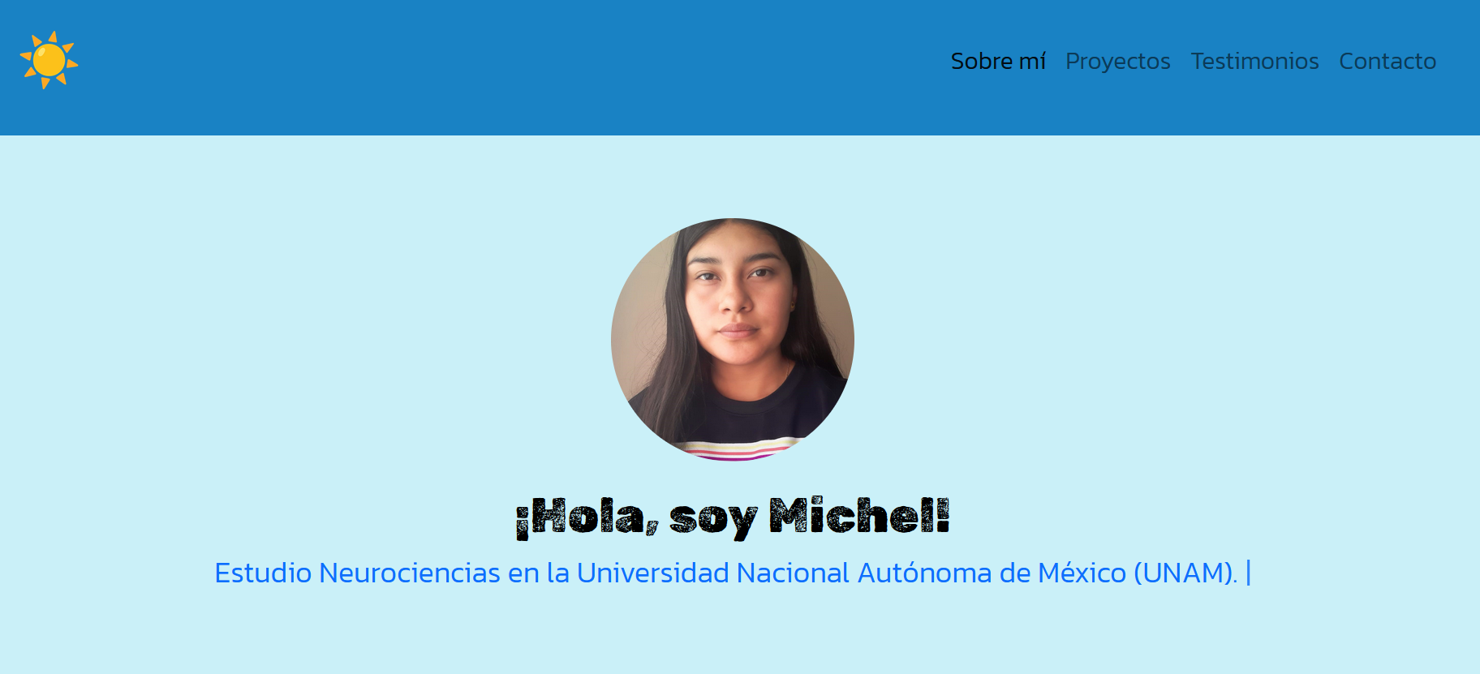 Sobre mí Proyectos Testimonios Contacto
¡Hola, soy Michel!
Estudio Neurociencias en la Universidad Nacional Autónoma de México (UNAM). |